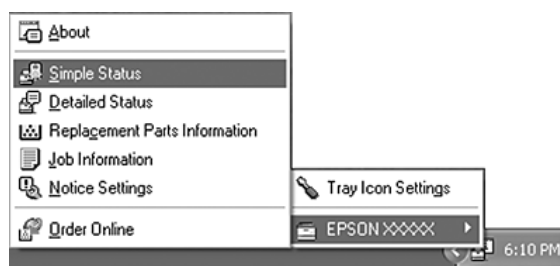 About
Simple Status
Detailed Status
Replacement Parts Information
Job Information
Notice Settings
Order Online
Tray Icon Settings
EPSON XXXXX
6:10 PM